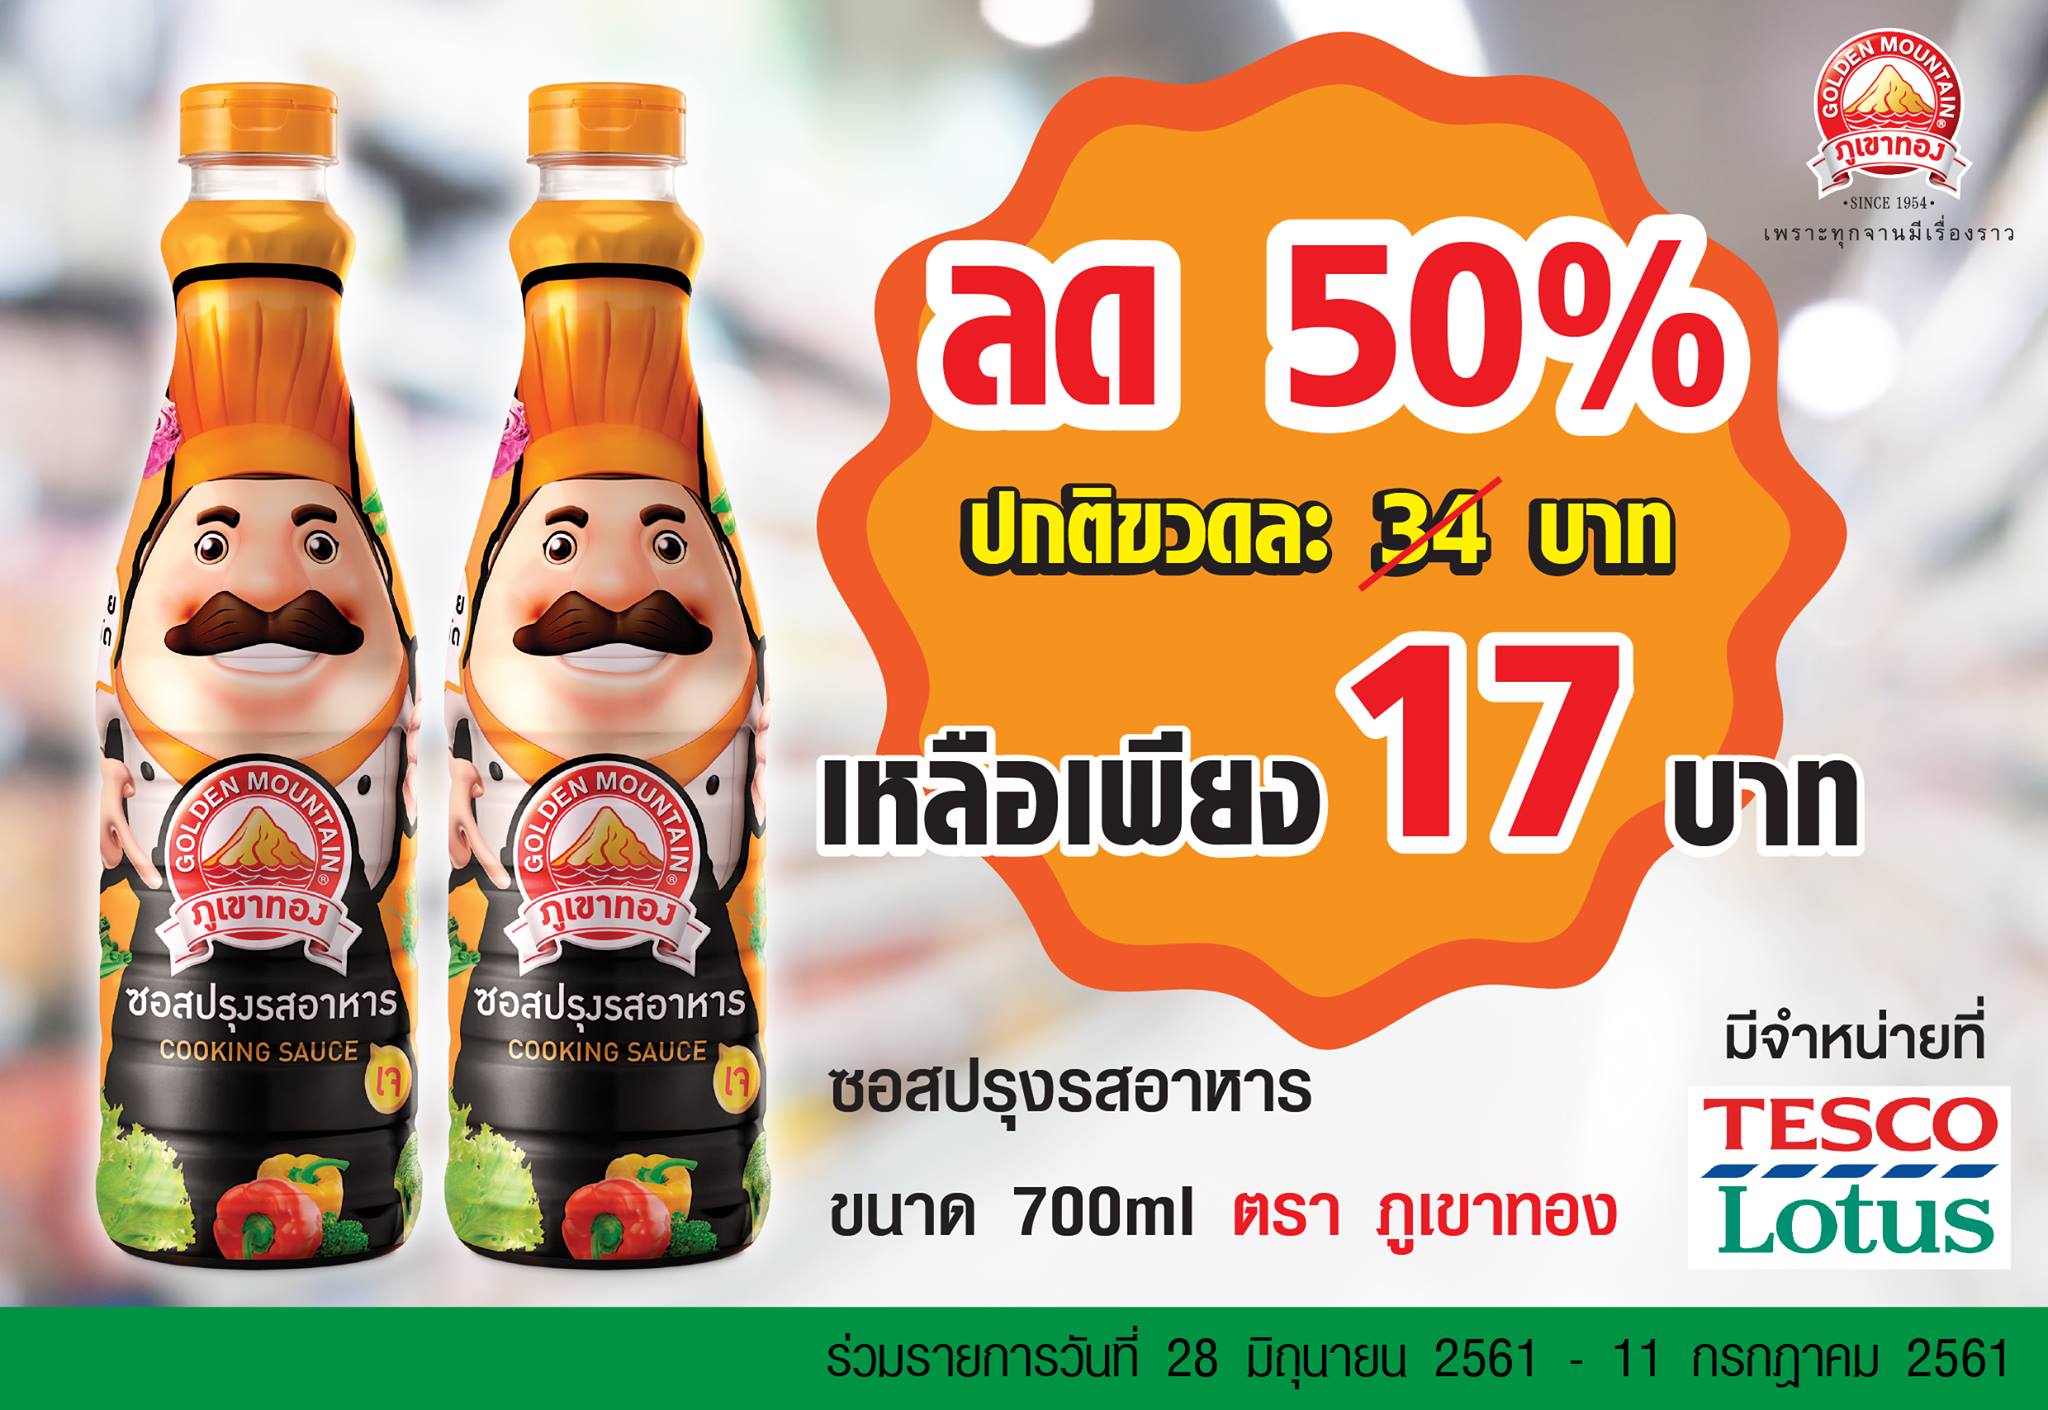 GOLDEN MOUNTAIN ®
ภูเขาทอง
•SINCE 1954•
เพราะทุกจานมีเรื่องราว
ลด 50%
ปกติขวดละ 34 บาท
เหลือเพียง 17 บาท
GOLDEN MOUNTAIN ®
ภูเขาทอง
ซอสปรุงรสอาหาร
COOKING SAUCE
เจ
GOLDEN MOUNTAIN ®
ภูเขาทอง
ซอสปรุงรสอาหาร
COOKING SAUCE
เจ
ซอสปรุงรสอาหาร
ขนาด 700ml ตรา ภูเขาทอง
มีจำหน่ายที่
TESCO
Lotus
ร่วมรายการวันที่ 28 มิถุนายน 2561 - 11 กรกฎาคม 2561